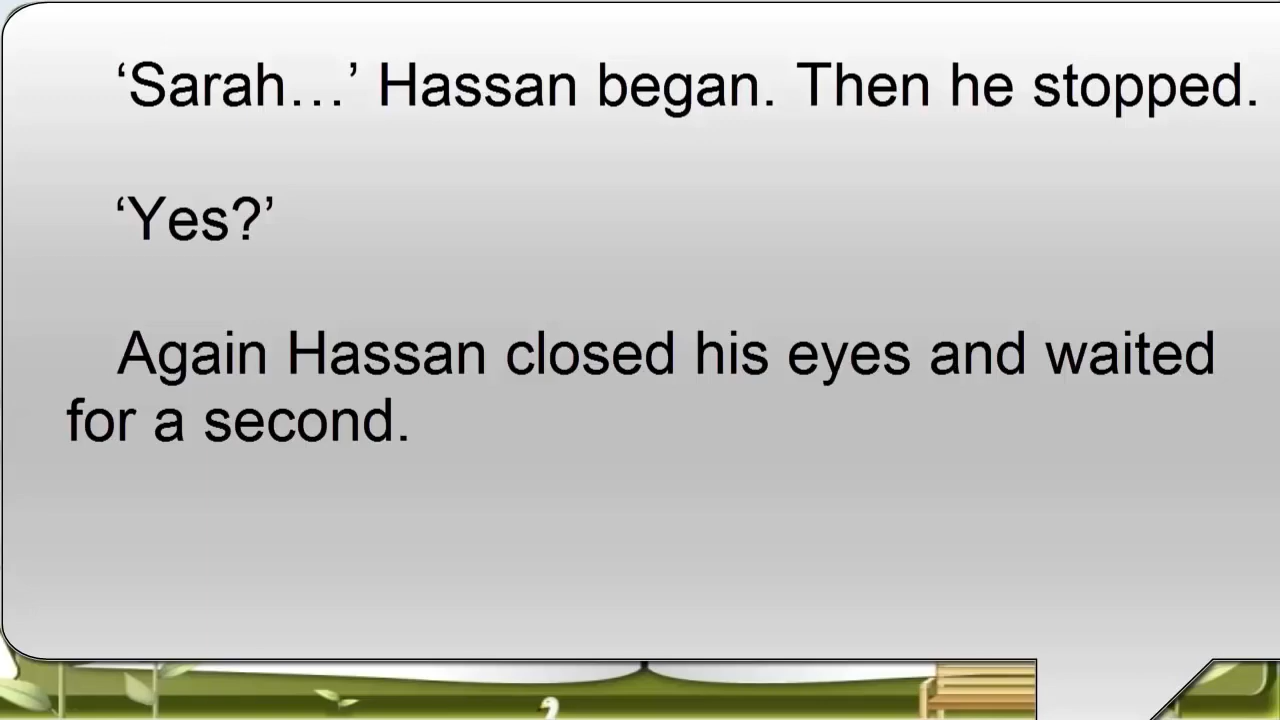 ‘Sarah…’ Hassan began. Then he stopped.
‘Yes?’
Again Hassan closed his eyes and waited
for a second.